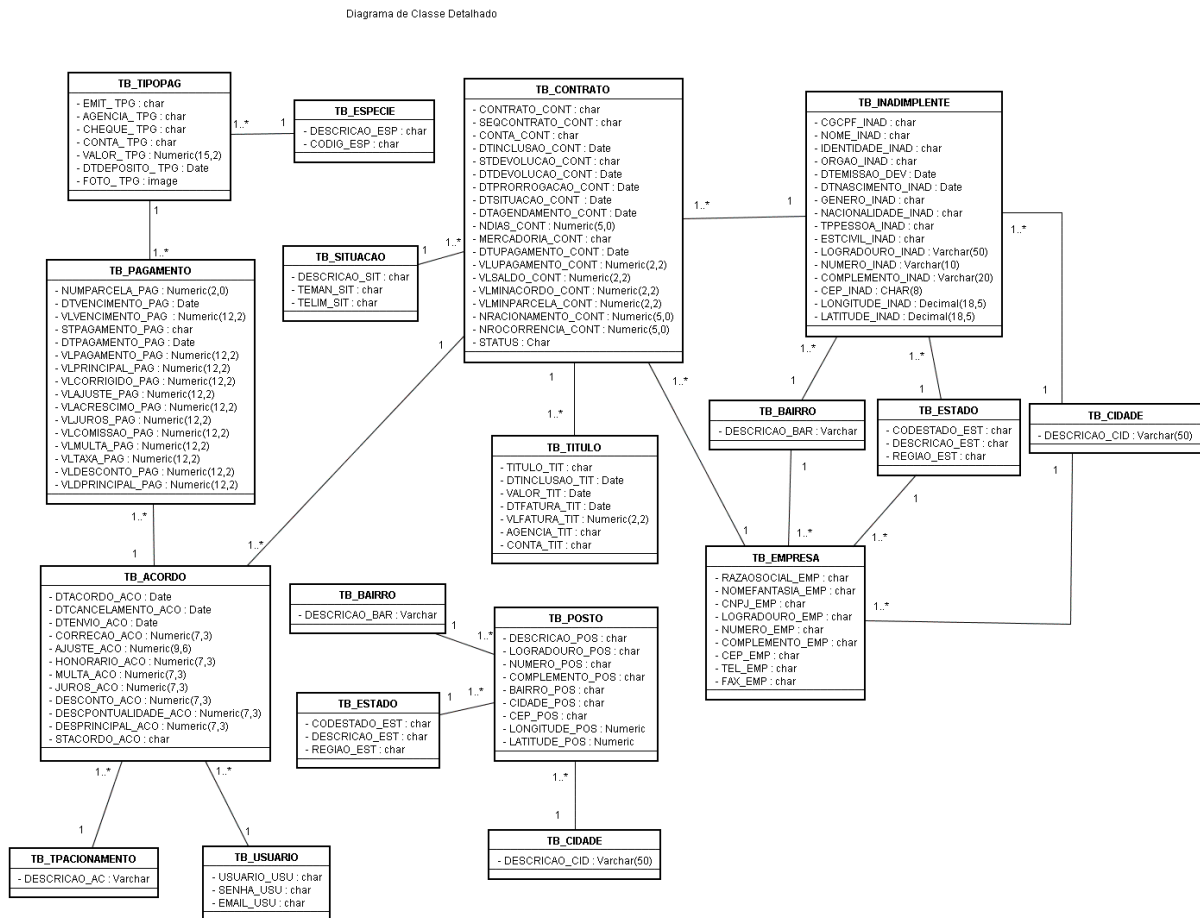 Diagrama de Classe Detalhado
TB_TIPOPAG
- EMIT_ TPG : char
- AGENCIA_ TPG : char
- CHEQUE_ TPG : char
- CONTA_ TPG : char
- VALOR_ TPG : Numeric(15,2)
- DTDEPOSITO_ TPG : Date
- FOTO_ TPG : image
1..*
1
TB_ESPECIE
- DESCRICAO_ESP : char
- CODIG_ESP : char
1
1..*
TB_PAGAMENTO
- NUMPARCELA_PAG : Numeric(2,0)
- DTVENCIMENTO_PAG : Date
- VLVENCIMENTO_PAG : Numeric(12,2)
- STPAGAMENTO_PAG : char
- DTPAGAMENTO_PAG : Date
- VLPAGAMENTO_PAG : Numeric(12,2)
- VLPRINCIPAL_PAG : Numeric(12,2)
- VLCORRIGIDO_PAG : Numeric(12,2)
- VLAJUSTE_PAG : Numeric(12,2)
- VLACRESCIMO_PAG : Numeric(12,2)
- VLJUROS_PAG : Numeric(12,2)
- VLCOMISSAO_PAG : Numeric(12,2)
- VLMULTA_PAG : Numeric(12,2)
- VLTAXA_PAG : Numeric(12,2)
- VLDESCONTO_PAG : Numeric(12,2)
- VLDPRINCIPAL_PAG : Numeric(12,2)
1..*
1
TB_SITUACAO
- DESCRICAO_SIT : char
- TEMAN_SIT : char
- TELIM_SIT : char
1
1..*
TB_CONTRATO
- CONTRATO_CONT : char
- SEQCONTRATO_CONT : char
- CONTA_CONT : char
- DTINCLUSAO_CONT : Date
- STDEVOLUCAO_CONT : char
- DTDEVOLUCAO_CONT : Date
- DTPRORROGACAO_CONT : Date
- DTSITUACAO_CONT : Date
- DTAGENDAMENTO_CONT : Date
- NDIAS_CONT : Numeric(5,0)
- MERCADORIA_CONT : char
- DTUPAGAMENTO_CONT : Date
- VLUPAGAMENTO_CONT : Numeric(2,2)
- VLSALDO_CONT : Numeric(2,2)
- VLMINACORDO_CONT : Numeric(2,2)
- VLMINPARCELA_CONT : Numeric(2,2)
- NRACIONAMENTO_CONT : Numeric(5,0)
- NROCORRENCIA_CONT : Numeric(5,0)
- STATUS : Char
1..*
1
TB_INADIMPLENTE
- CGCPF_INAD : char
- NOME_INAD : char
- IDENTIDADE_INAD : char
- ORGAO_INAD : char
- DTEMISSAO_DEV : Date
- DTNASCIMENTO_INAD : Date
- GENERO_INAD : char
- NACIONALIDADE_INAD : char
- TPPESSOA_INAD : char
- ESTCIVIL_INAD : char
- LOGRADOURO_INAD : Varchar(50)
- NUMERO_INAD : Varchar(10)
- COMPLEMENTO_INAD : Varchar(20)
- CEP_INAD : CHAR(8)
- LONGITUDE_INAD : Decimal(18,5)
- LATITUDE_INAD : Decimal(18,5)
1..*
1..*
1..*
1
1
1
1
1
1..*
1..*
TB_BAIRRO
- DESCRICAO_BAR : Varchar
TB_ESTADO
- CODESTADO_EST : char
- DESCRICAO_EST : char
- REGIAO_EST : char
TB_CIDADE
- DESCRICAO_CID : Varchar(50)
TB_TITULO
- TITULO_TIT : char
- DTINCLUSAO_TIT : Date
- VALOR_TIT : Date
- DTFATURA_TIT : Date
- VLFATURA_TIT : Numeric(2,2)
- AGENCIA_TIT : char
- CONTA_TIT : char
1
1
1
1..*
1
1..*
1..*
1..*
TB_EMPRESA
- RAZAOSOCIAL_EMP : char
- NOMEFANTASIA_EMP : char
- CNPJ_EMP : char
- LOGRADOURO_EMP : char
- NUMERO_EMP : char
- COMPLEMENTO_EMP : char
- CEP_EMP : char
- TEL_EMP : char
- FAX_EMP : char
1..*
TB_ACORDO
- DTACORDO_ACO : Date
- DTCANCELAMENTO_ACO : Date
- DTENVIO_ACO : Date
- CORRECAO_ACO : Numeric(7,3)
- AJUSTE_ACO : Numeric(9,6)
- HONORARIO_ACO : Numeric(7,3)
- MULTA_ACO : Numeric(7,3)
- JUROS_ACO : Numeric(7,3)
- DESCONTO_ACO : Numeric(7,3)
- DESCPONTUALIDADE_ACO : Numeric(7,3)
- DESPRINCIPAL_ACO : Numeric(7,3)
- STACORDO_ACO : char
TB_BAIRRO
- DESCRICAO_BAR : Varchar
1
1..*
TB_ESTADO
- CODESTADO_EST : char
- DESCRICAO_EST : char
- REGIAO_EST : char
1
1..*
TB_POSTO
- DESCRICAO_POS : char
- LOGRADOURO_POS : char
- NUMERO_POS : char
- COMPLEMENTO_POS : char
- BAIRRO_POS : char
- CIDADE_POS : char
- CEP_POS : char
- LONGITUDE_POS : Numeric
- LATITUDE_POS : Numeric
1..*
1
TB_CIDADE
- DESCRICAO_CID : Varchar(50)
1..*
1..*
1
1
TB_TPACIONAMENTO
- DESCRICAO_AC : Varchar
TB_USUARIO
- USUARIO_USU : char
- SENHA_USU : char
- EMAIL_USU : char